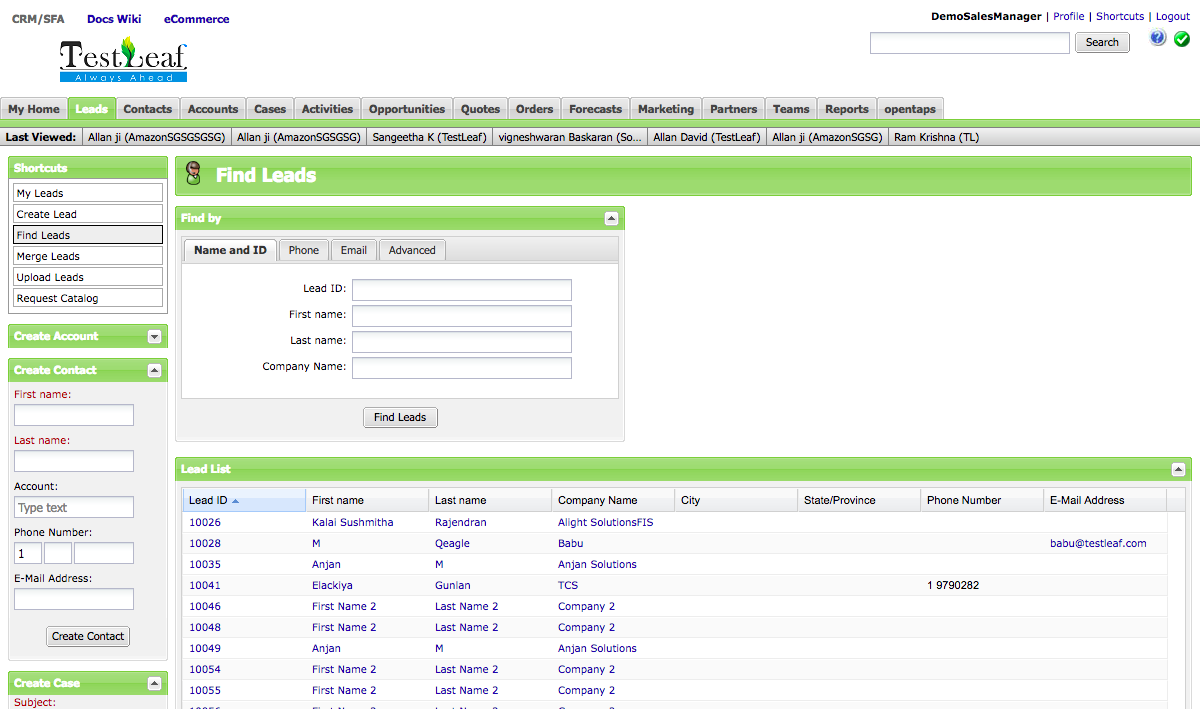 CRM/SFA Docs Wiki eCommerce
DemoSalesManager | Profile | Shortcuts | Logout
Search
TestLeaf
Always Ahead
My Home Leads Contacts Accounts Cases Activities Opportunities Quotes Orders Forecasts Marketing Partners Teams Reports opentaps
Last Viewed: Allan ji (AmazonSGSGSGSG) Allan ji (AmazonSGSGSG) Sangeetha K (TestLeaf) vigneshwaran Baskaran (So... Allan David (TestLeaf) Allan ji (AmazonSGSG) Ram Krishna (TL)
Shortcuts
My Leads
Create Lead
Find Leads
Merge Leads
Upload Leads
Request Catalog
Create Account
Create Contact
First name:
Last name:
Account:
Type text
Phone Number:
1
E-Mail Address:
Create Contact
Create Case
Subject:
Find Leads
Find by
Name and ID Phone Email Advanced
Lead ID:
First name:
Last name:
Company Name:
Find Leads
Lead List
Lead ID First name Last name Company Name City State/Province Phone Number E-Mail Address
10026 Kalai Sushmitha Rajendran Alight SolutionsFIS
10028 M Qeagle Babu babu@testleaf.com
10035 Anjan M Anjan Solutions
10041 Elackiya Gunian TCS 1 9790282
10046 First Name 2 Last Name 2 Company 2
10048 First Name 2 Last Name 2 Company 2
10049 Anjan M Anjan Solutions
10054 First Name 2 Last Name 2 Company 2
10055 First Name 2 Last Name 2 Company 2